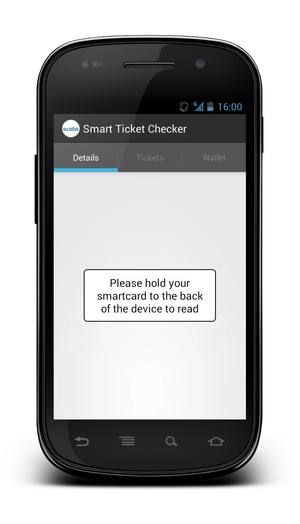 16:00
Smart Ticket Checker
Details
Tickets
Wallet
Please hold your
smartcard to the back
of the device to read